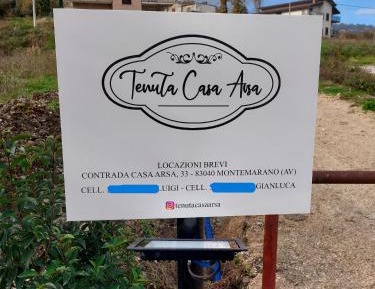 Tenuta Casa Arsa
LOCAZIONI BREVI
CONTRADA CASA ARSA, 33 - 83040 MONTEMARANO (AV)
CELL. LUIGI - CELL. GIANLUCA
tenutacasaarsa